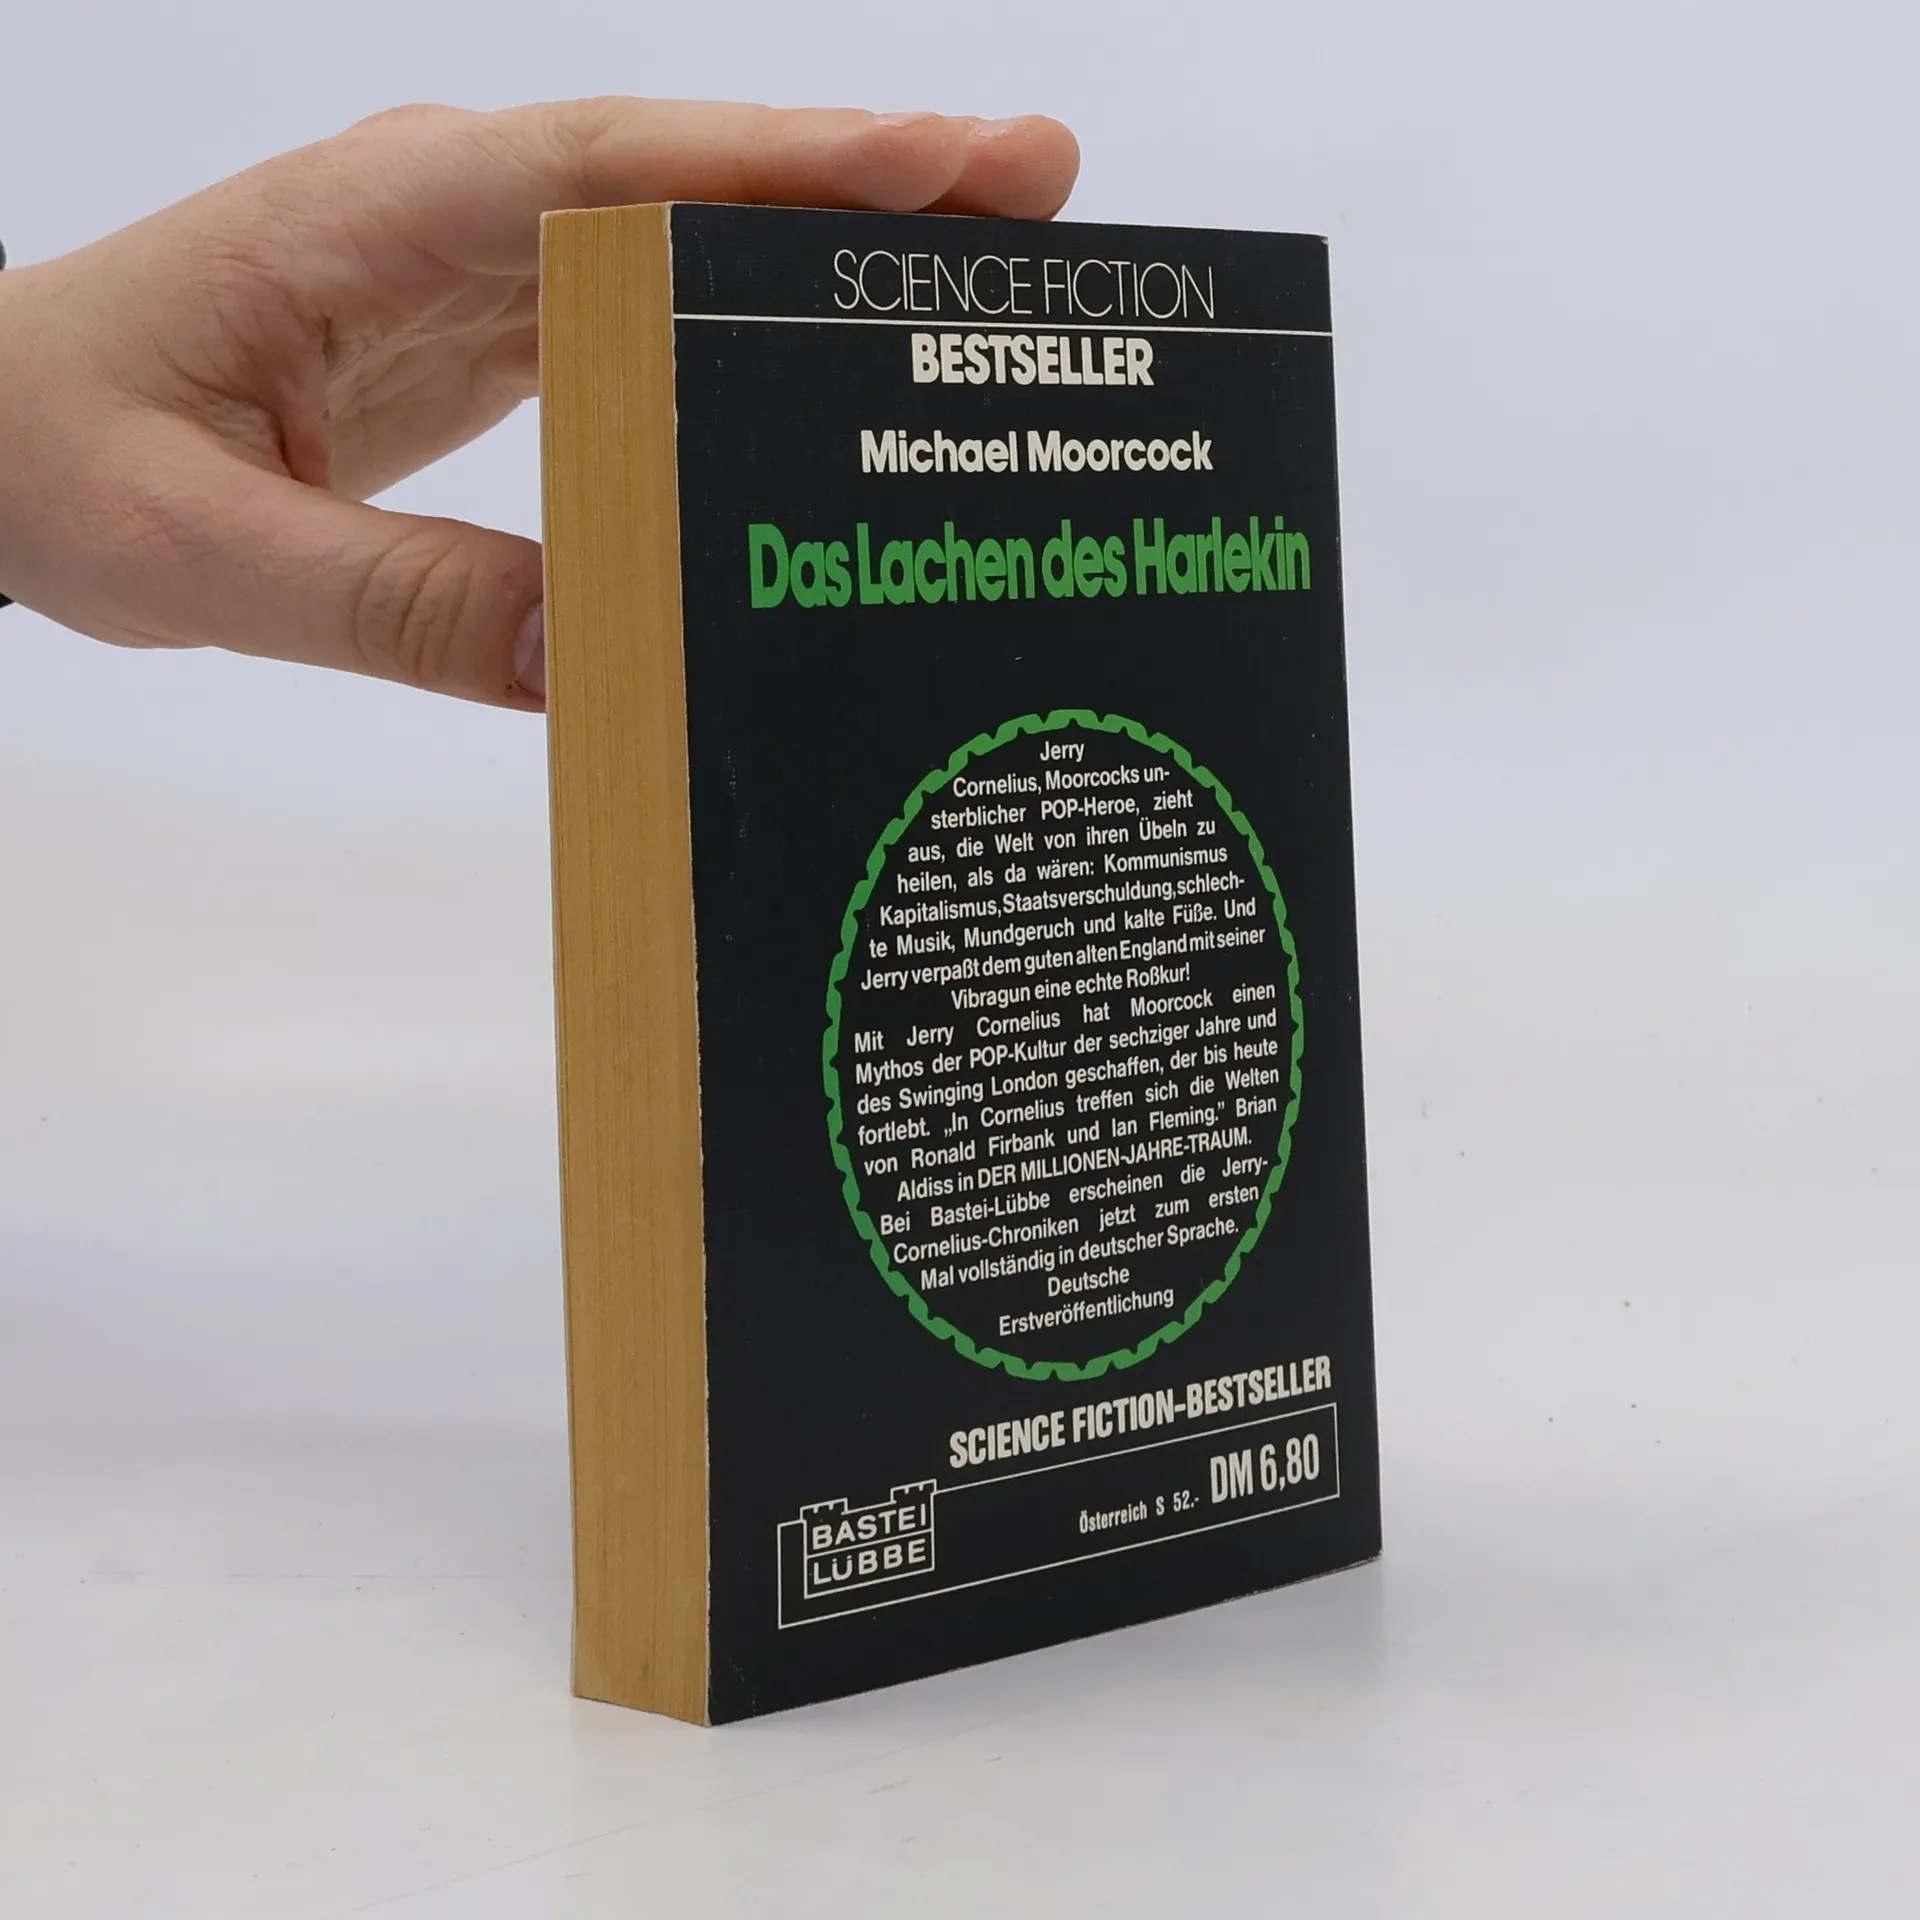 SCIENCE FICTION
BESTSELLER
Michael Moorcock
Das Lachen des Harlekin
Jerry
Cornelius, Moorcocks un-
sterblicher POP-Heroe, zieht
aus, die Welt von ihren Übeln zu
heilen, als da wären: Kommunismus
Kapitalismus, Staatsverschuldung, schlech-
te Musik, Mundgeruch und kalte Füße. Und
Jerry verpaßt dem guten alten England mit seiner
Vibragun eine echte Roßkur!
Mit Jerry Cornelius hat Moorcock einen
Mythos der POP-Kultur der sechziger Jahre und
des Swinging London geschaffen, der bis heute
fortlebt. „In Cornelius treffen sich die Welten
von Ronald Firbank und Ian Fleming.” Brian
Aldiss in DER MILLIONEN-JAHRE-TRAUM.
Bei Bastei-Lübbe erscheinen die Jerry-
Cornelius-Chroniken jetzt zum ersten
Mal vollständig in deutscher Sprache.
Deutsche
Erstveröffentlichung
SCIENCE FICTION-BESTSELLER
Österreich S 52.- DM 6,80
BASTEI
LÜBBE